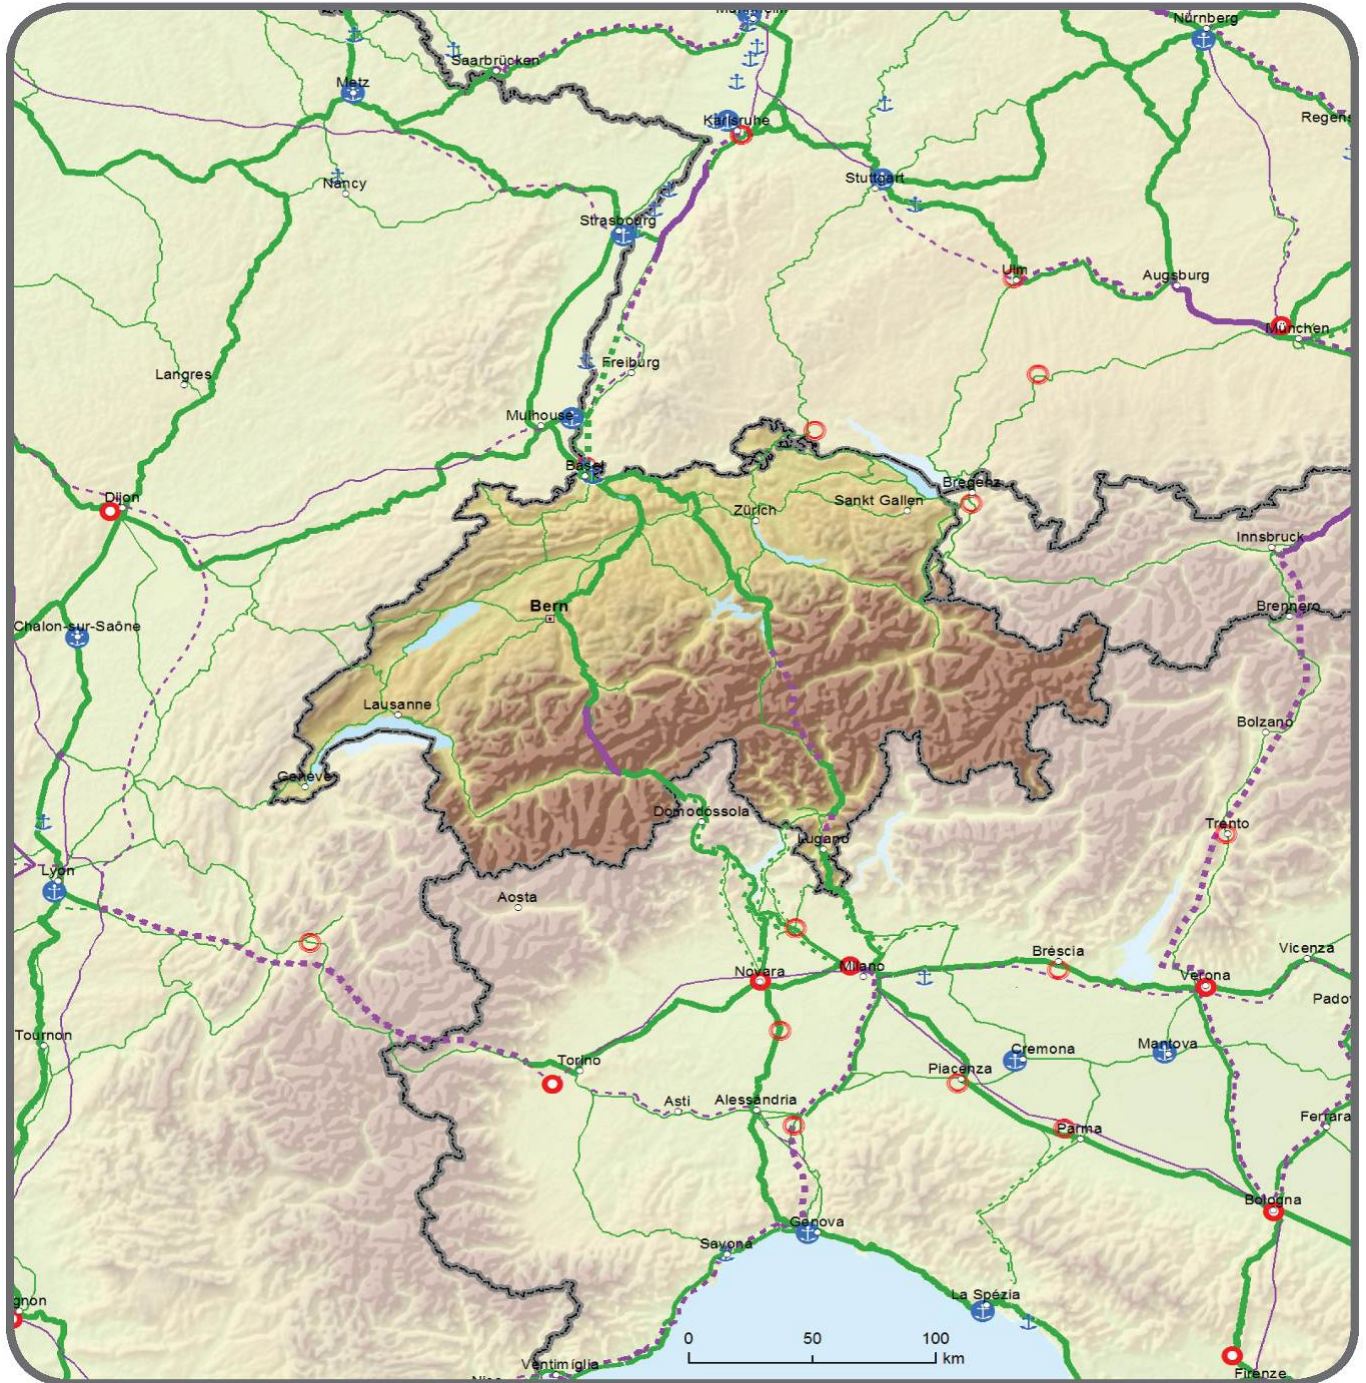 Nürnberg
Saarbrücken
Metz
Karlsruhe
Regens
Nancy
Stuttgart
Strasbourg
Ulm
Augsburg
München
Langres
Freiburg
Mulhouse
Basel
Bregenz
Dijon
Sankt Gallen
Zürich
Innsbruck
Bern
Brennero
Chalon-sur-Saône
Lausanne
Bolzano
Genève
Domodossola
Trento
Lugano
Lyon
Aosta
Bréscia
Vicenza
Milano
Novara
Verona
Padov
Tournon
Torino
Cremona
Mantova
Piacenza
Asti
Alessandria
Parma
Ferrara
Bologna
Genova
Savona
gnon
La Spézia
0 50 100
km
Ventimiglia
Firenze